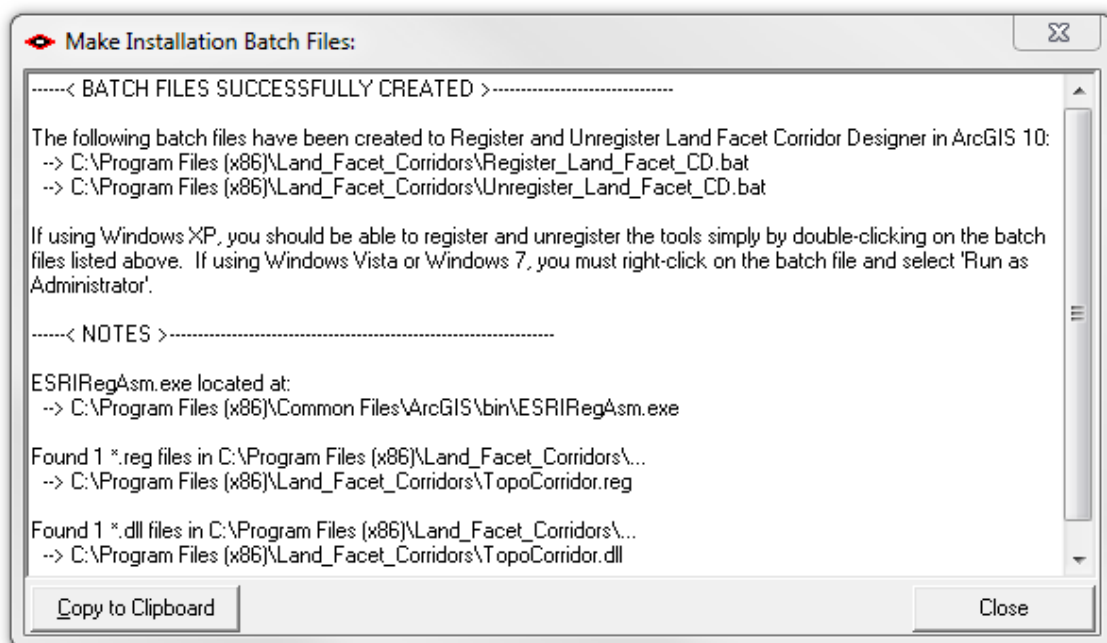 Make Installation Batch Files:
------< BATCH FILES SUCCESSFULLY CREATED >--------------------------------
The following batch files have been created to Register and Unregister Land Facet Corridor Designer in ArcGIS 10:
--> C:\Program Files (x86)\Land_Facet_Corridors\Register_Land_Facet_CD.bat
--> C:\Program Files (x86)\Land_Facet_Corridors\Unregister_Land_Facet_CD.bat
If using Windows XP, you should be able to register and unregister the tools simply by double-clicking on the batch
files listed above.  If using Windows Vista or Windows 7, you must right-click on the batch file and select 'Run as
Administrator'.
------< NOTES >--------------------------------------------------------------------
ESRIRegAsm.exe located at:
--> C:\Program Files (x86)\Common Files\ArcGIS\bin\ESRIRegAsm.exe
Found 1 *.reg files in C:\Program Files (x86)\Land_Facet_Corridors\...
--> C:\Program Files (x86)\Land_Facet_Corridors\TopoCorridor.reg
Found 1 *.dll files in C:\Program Files (x86)\Land_Facet_Corridors\...
--> C:\Program Files (x86)\Land_Facet_Corridors\TopoCorridor.dll
Copy to Clipboard
Close